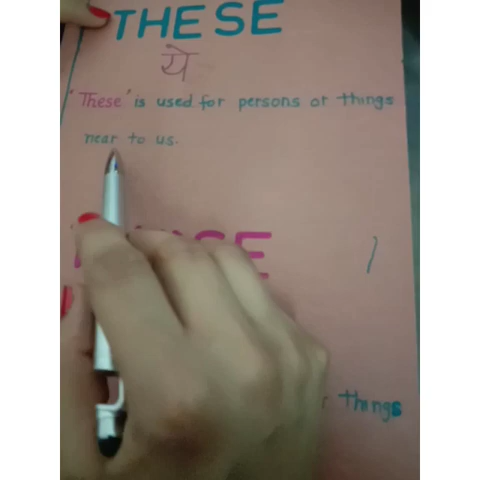 THESE
ये
'These' is used for persons or things
near to us.
things